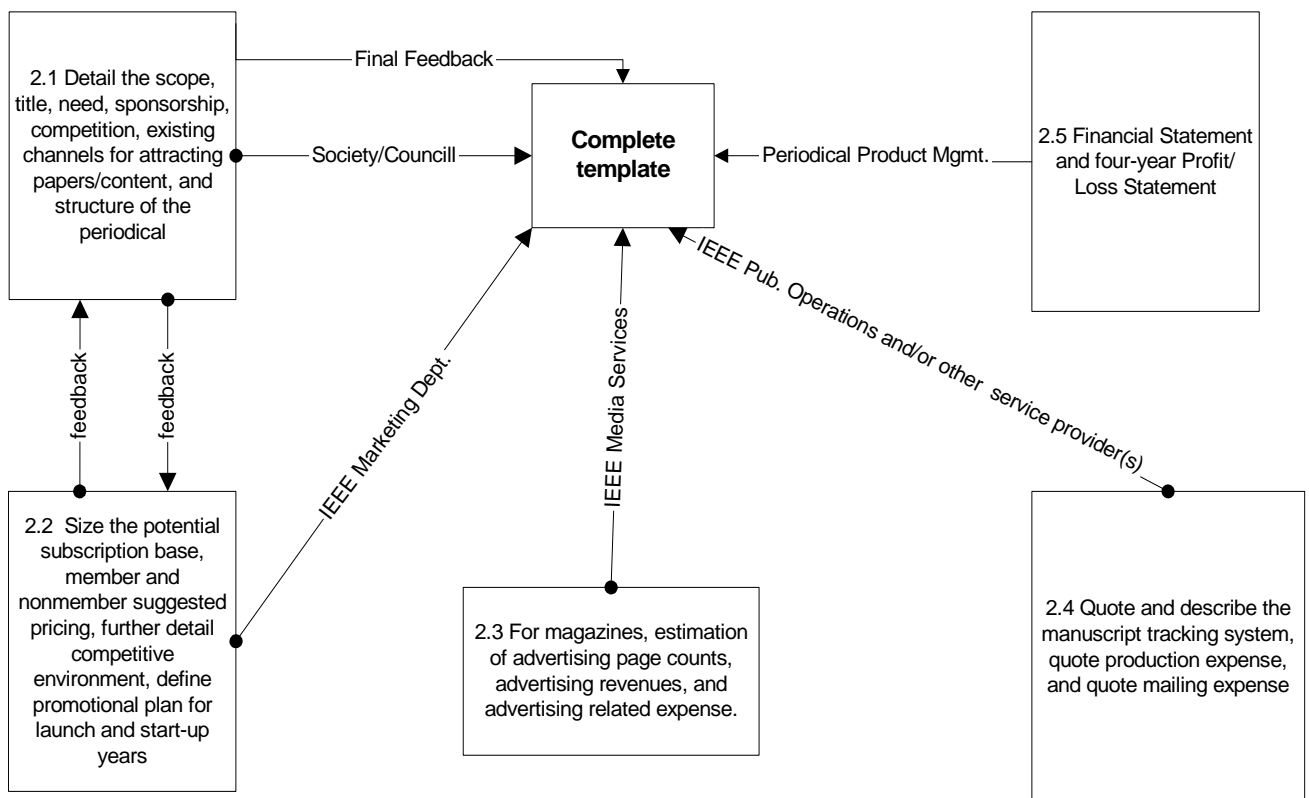 2.1 Detail the scope,
title, need, sponsorship,
competition, existing
channels for attracting
papers/content, and
structure of the
periodical
Final Feedback
Society/Councill
Complete
template
Periodical Product Mgmt.
2.5 Financial Statement
and four-year Profit/
Loss Statement
feedback
feedback
IEEE Marketing Dept.
IEEE Media Services
IEEE Pub. Operations and/or other  service provider(s)
2.2  Size the potential
subscription base,
member and
nonmember suggested
pricing, further detail
competitive
environment, define
promotional plan for
launch and start-up
years
2.3 For magazines, estimation
of advertising page counts,
advertising revenues, and
advertising related expense.
2.4 Quote and describe the
manuscript tracking system,
quote production expense,
and quote mailing expense